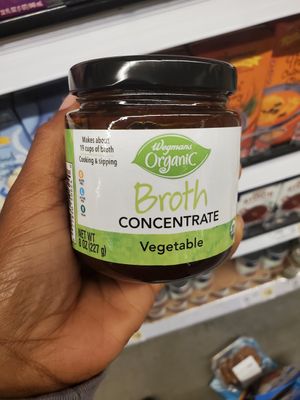 Makes about
19 cups of broth
Cooking & sipping
Wegmans
Organic
Broth
CONCENTRATE
Vegetable
NET WT
8 OZ (227 g)